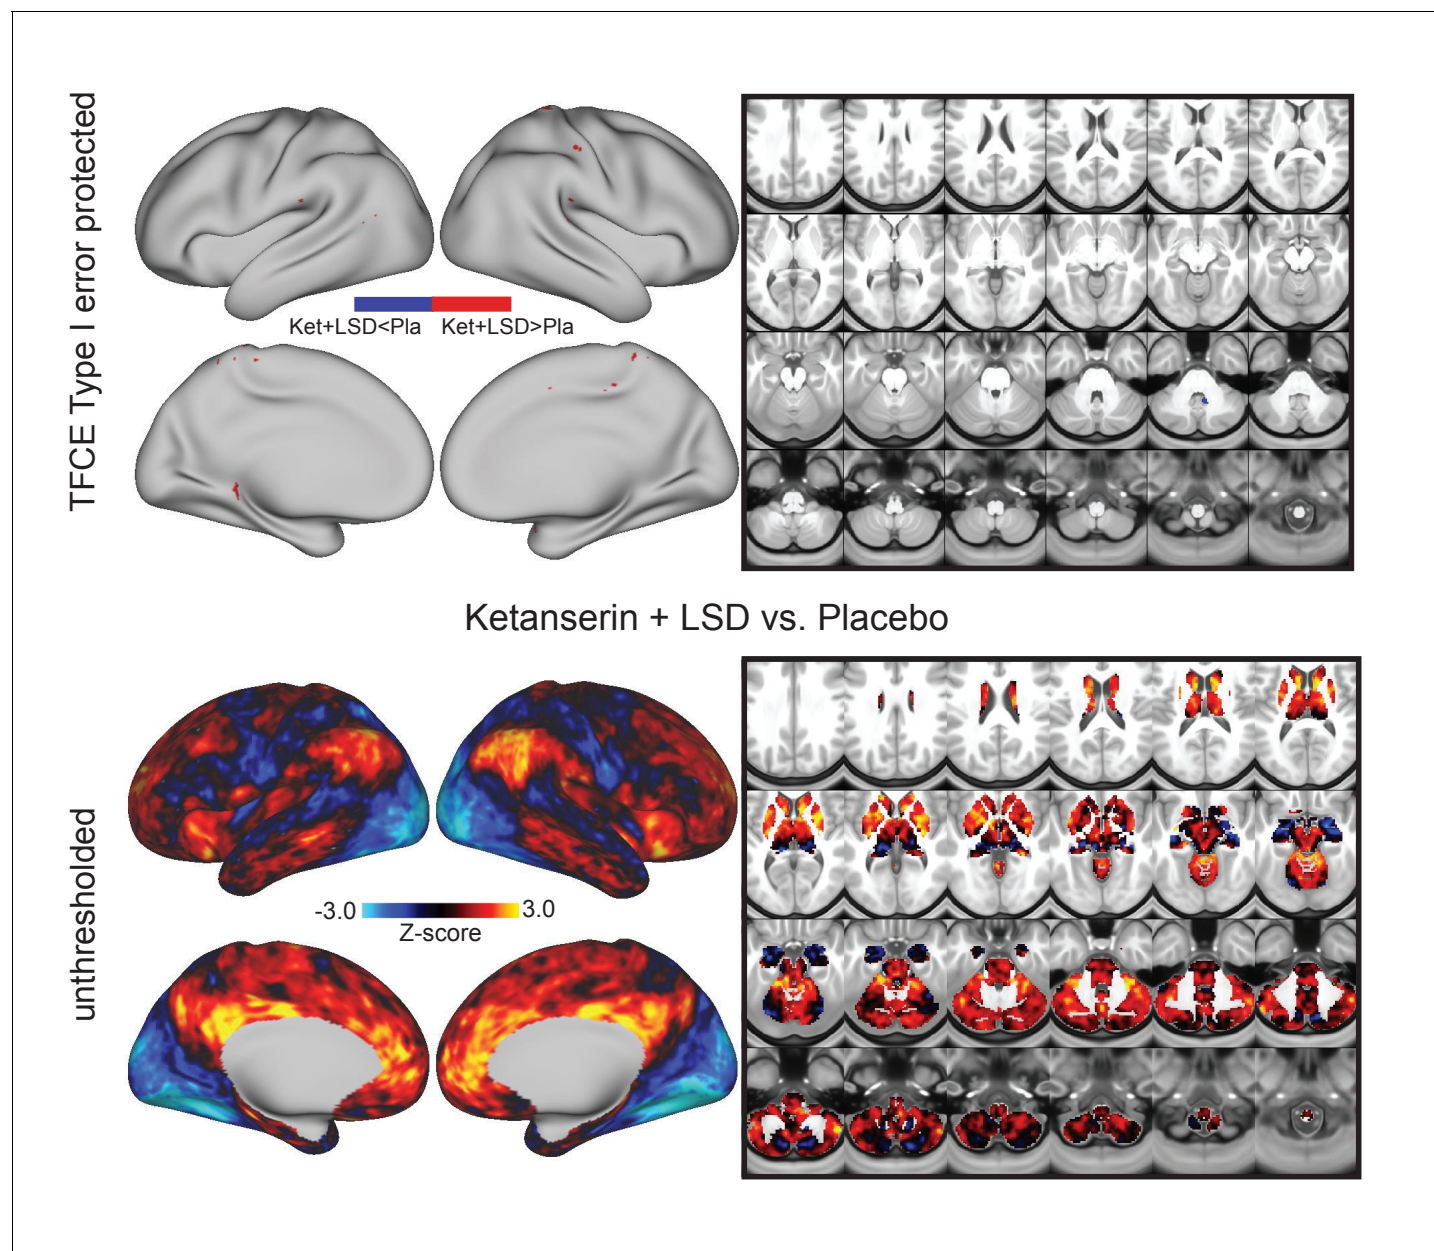 TFCE Type I error protected
Ket+LSD<Pla Ket+LSD>Pla
Ketanserin + LSD vs. Placebo
unthresholded
-3.0 3.0
Z-score